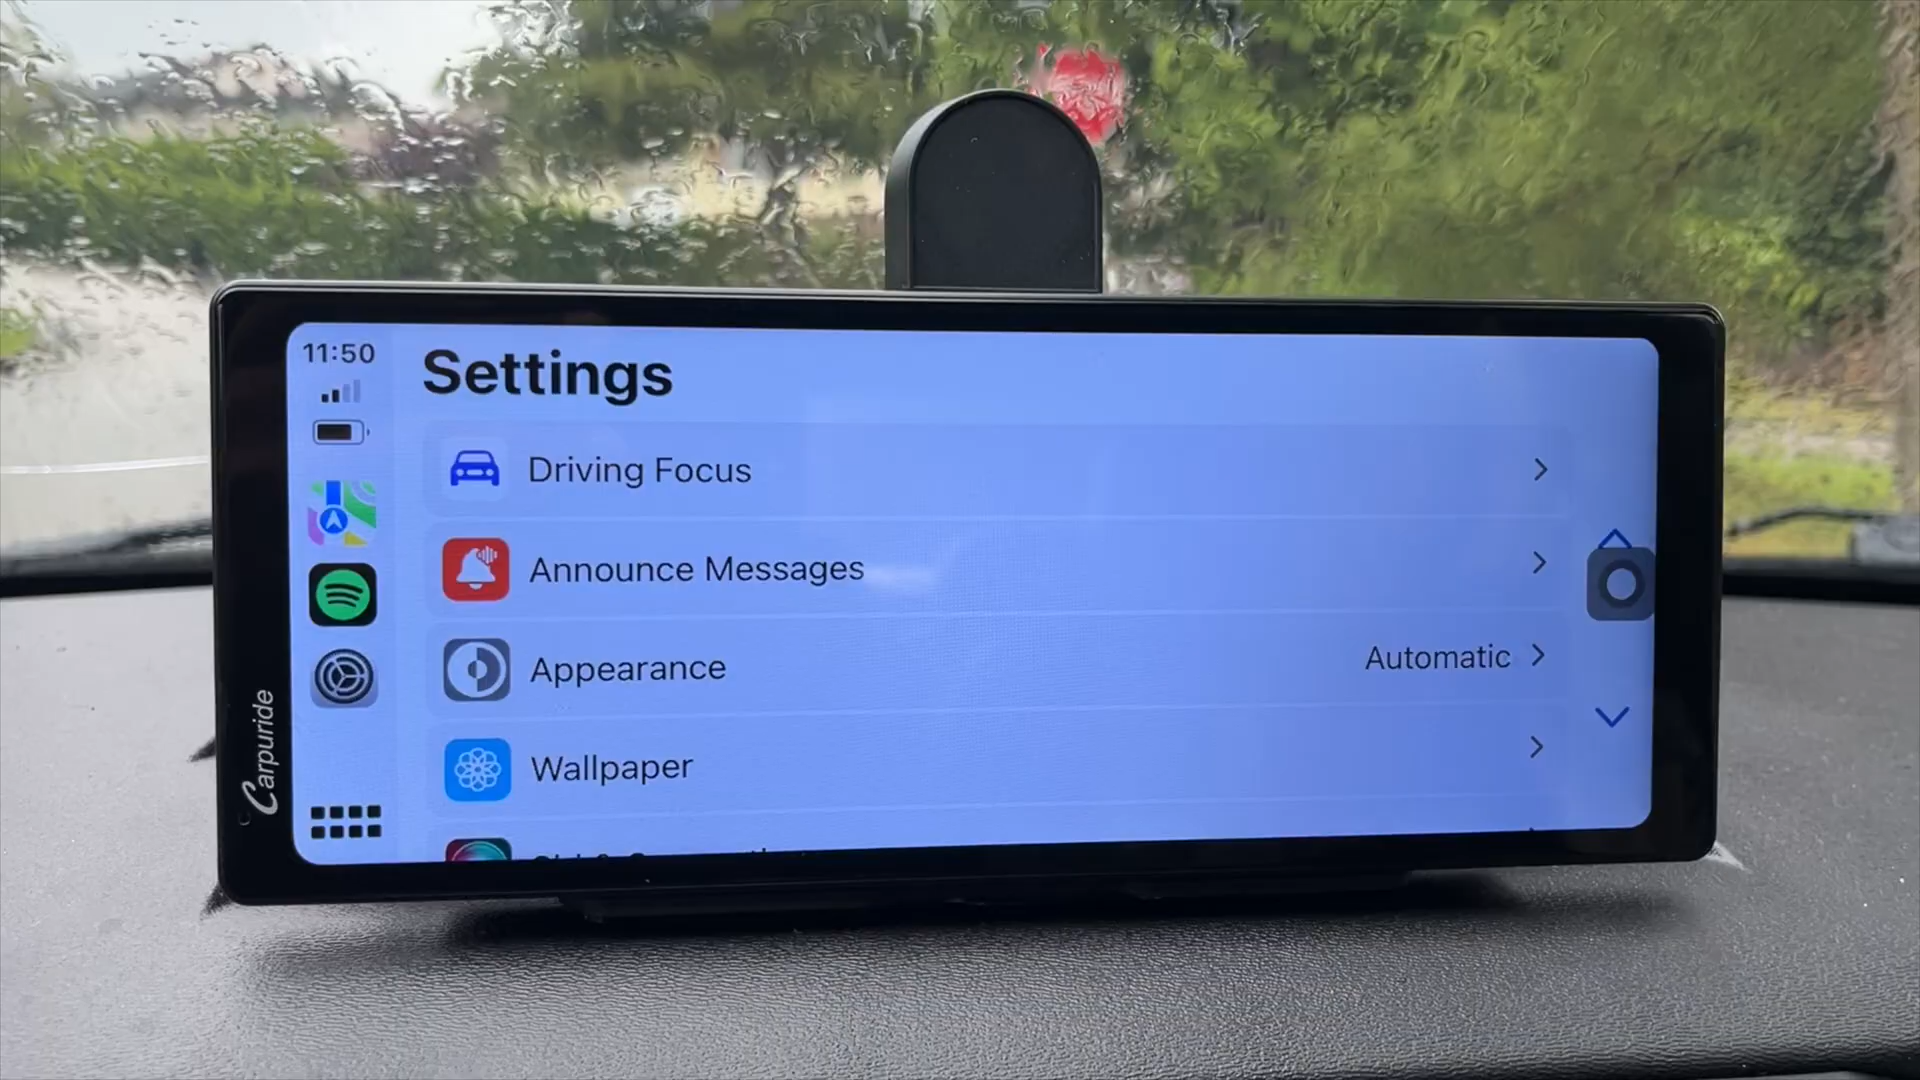 11:50
Settings
Driving Focus
Announce Messages
Appearance
Automatic
Wallpaper
Carpuride